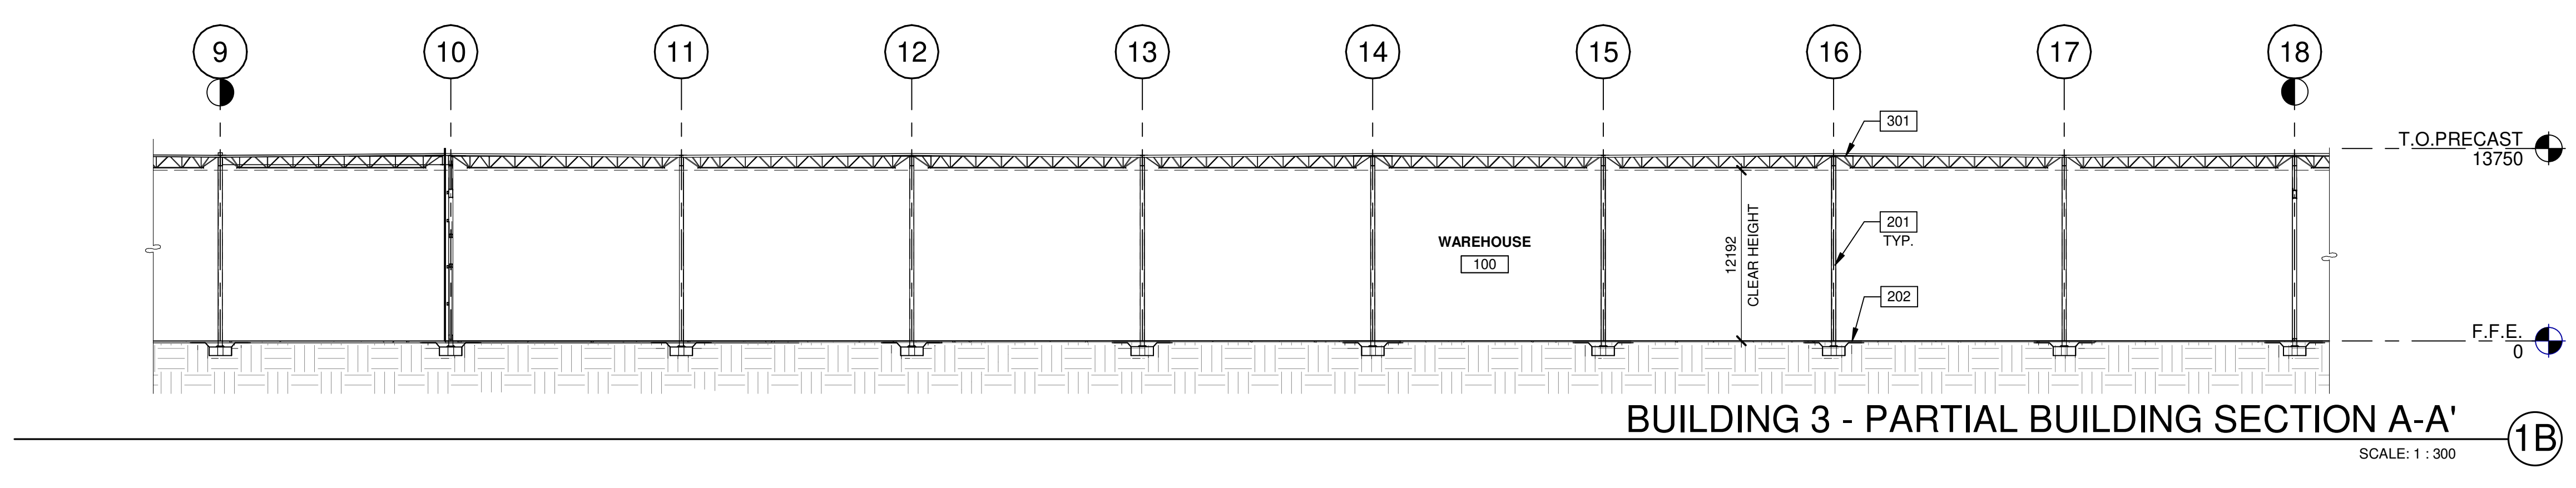 9 10 11 12 13 14 15 16 17 18
301
T.O.PRECAST
13750
201
TYP.
WAREHOUSE
100
12192
CLEAR HEIGHT
202
F.F.E.
0
BUILDING 3 - PARTIAL BUILDING SECTION A-A'
1B
SCALE: 1 : 300